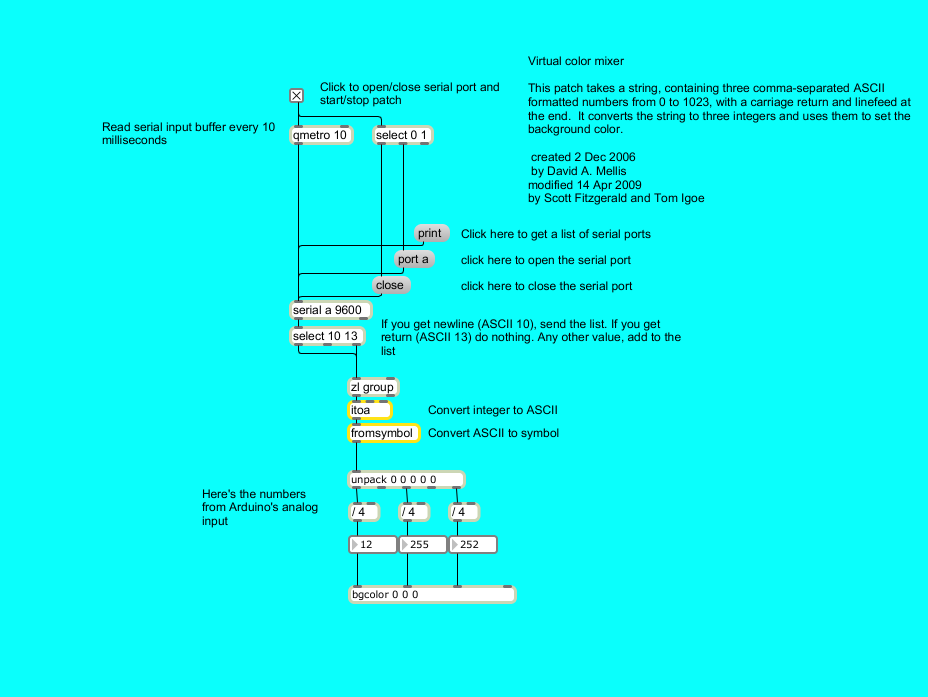 Virtual color mixer
Click to open/close serial port and
start/stop patch
This patch takes a string, containing three comma-separated ASCII
formatted numbers from 0 to 1023, with a carriage return and linefeed at
the end.  It converts the string to three integers and uses them to set the
background color.
Read serial input buffer every 10
milliseconds
qmetro 10
select 0 1
created 2 Dec 2006
by David A. Mellis
modified 14 Apr 2009
by Scott Fitzgerald and Tom Igoe
print
Click here to get a list of serial ports
port a
click here to open the serial port
close
click here to close the serial port
serial a 9600
select 10 13
If you get newline (ASCII 10), send the list. If you get
return (ASCII 13) do nothing. Any other value, add to the
list
zl group
itoa
Convert integer to ASCII
fromsymbol
Convert ASCII to symbol
unpack 0 0 0 0 0
Here's the numbers
from Arduino's analog
input
/ 4
/ 4
/ 4
12
255
252
bgcolor 0 0 0